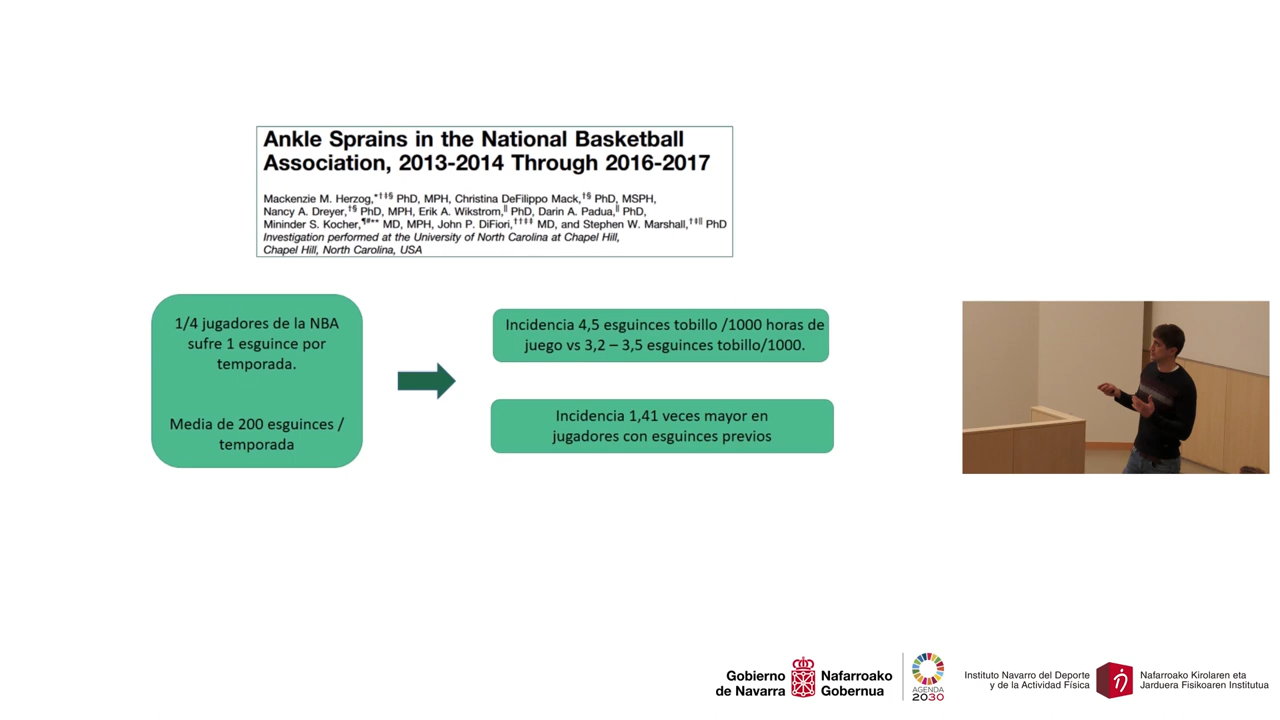 Ankle Sprains in the National Basketball
Association, 2013-2014 Through 2016-2017
Mackenzie M. Herzog,*†‡§ PhD, MPH, Christina DeFilippo Mack,†§ PhD, MSPH,
Nancy A. Dreyer,†§ PhD, MPH, Erik A. Wikstrom,|| PhD, Darin A. Padua,|| PhD,
Mininder S. Kocher,¶#** MD, MPH, John P. DiFiori,††‡‡ MD, and Stephen W. Marshall,†‡|| PhD
Investigation performed at the University of North Carolina at Chapel Hill,
Chapel Hill, North Carolina, USA
1/4 jugadores de la NBA
sufre 1 esguince por
temporada.
Media de 200 esguinces /
temporada
Incidencia 4,5 esguinces tobillo /1000 horas de
juego vs 3,2 – 3,5 esguinces tobillo/1000.
Incidencia 1,41 veces mayor en
jugadores con esguinces previos
Gobierno
de Navarra
Nafarroako
Gobernua
AGENDA
2030
Instituto Navarro del Deporte
y de la Actividad Física
Nafarroako Kirolaren eta
Jarduera Fisikoaren Institutua